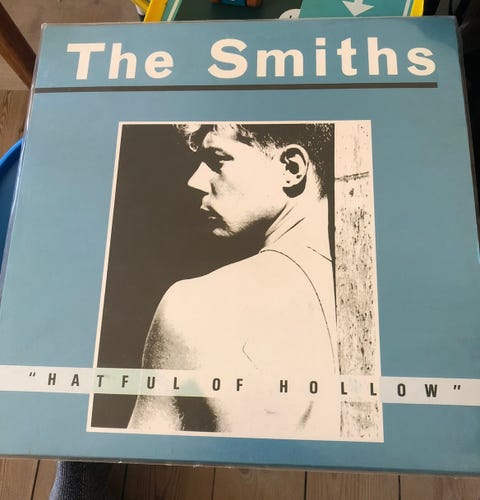 The Smiths
"HATFUL OF HOLLOW"